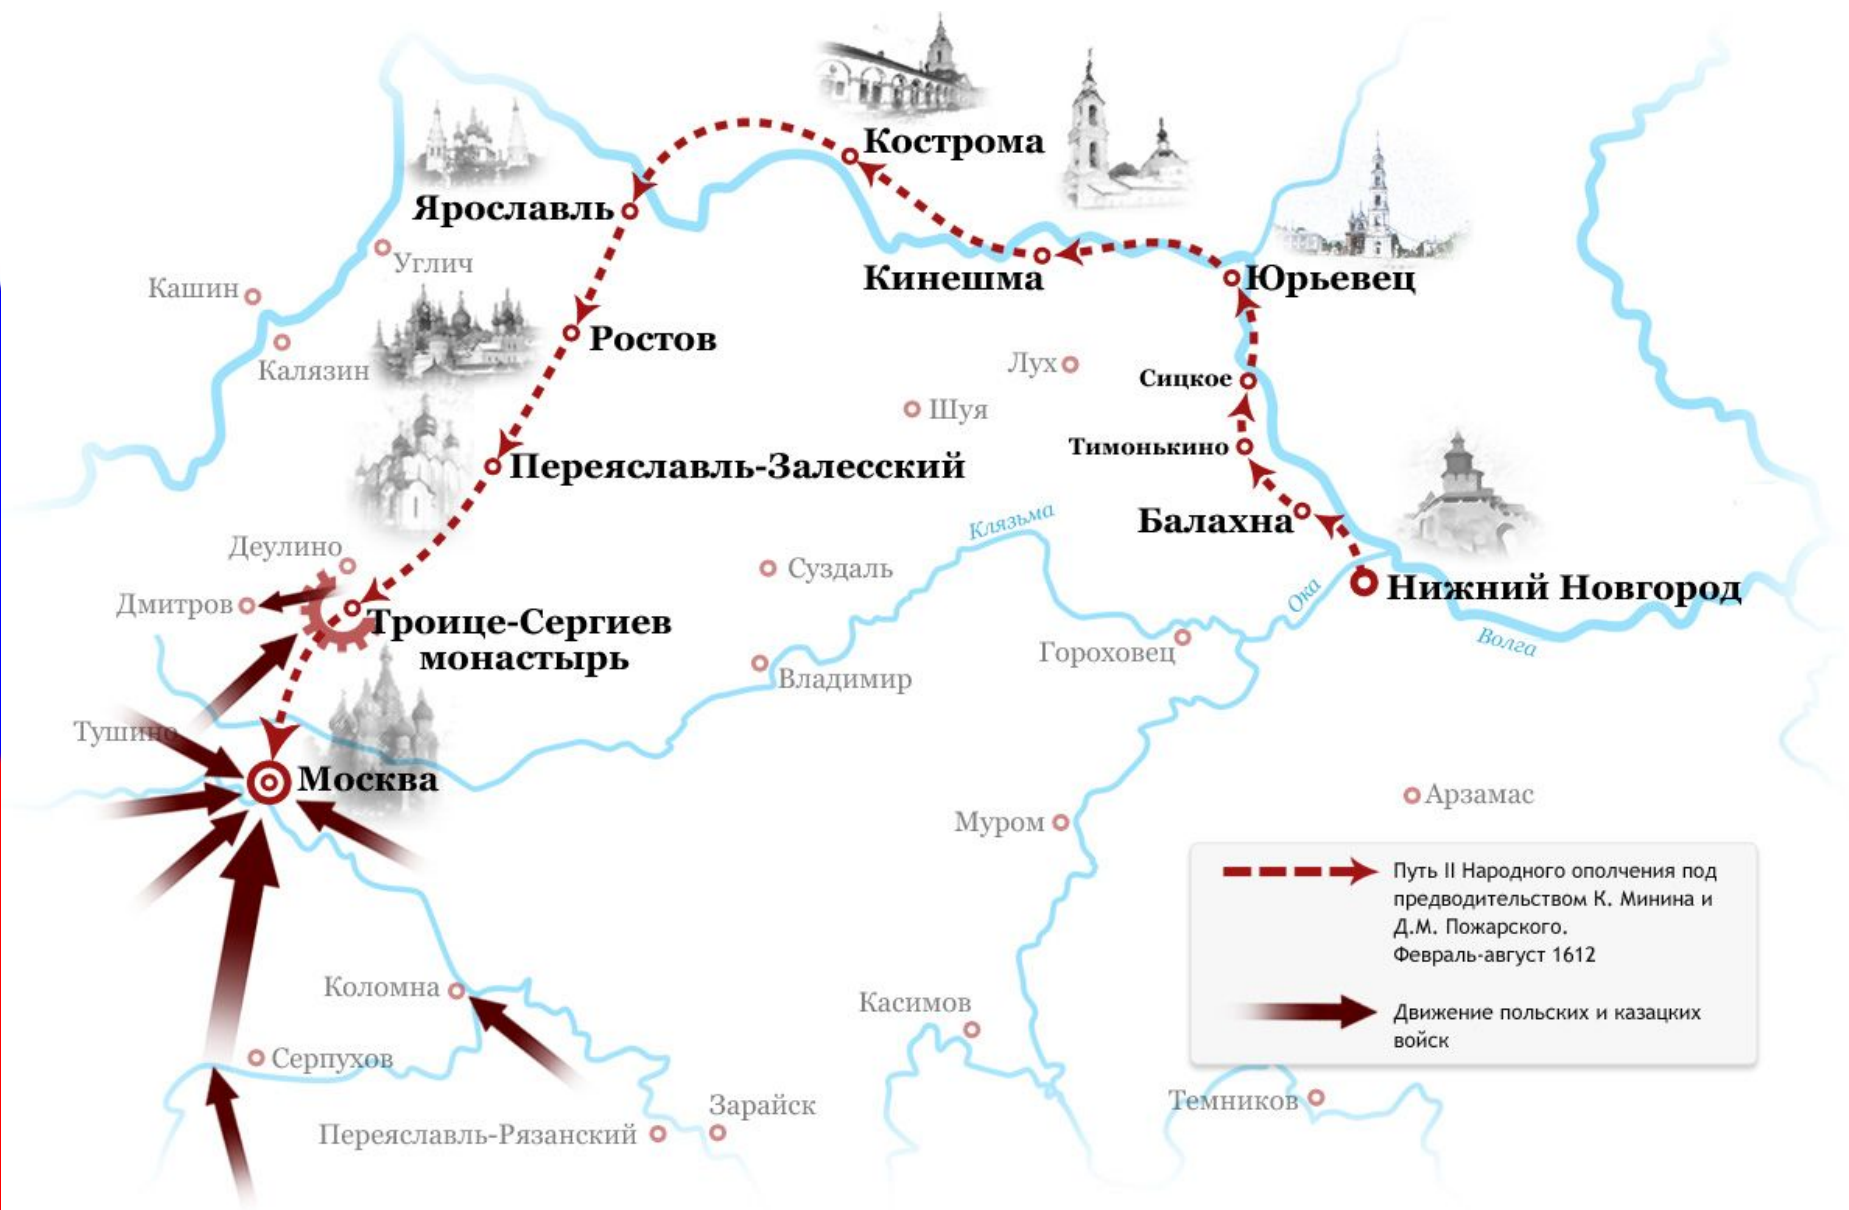 Кострома
Ярославль
Углич
Кинешма
Юрьевец
Кашин
Ростов
Калязин
Лух
Сицкое
Шуя
Тимонькино
Переяславль-Залесский
Балахна
Клязьма
Деулино
Суздаль
Нижний Новгород
Ока
Дмитров
Троице-Сергиев
монастырь
Волга
Гороховец
Владимир
Тушино
Москва
Арзамас
Муром
Путь II Народного ополчения под
предводительством К. Минина и
Д.М. Пожарского.
Февраль-август 1612
Коломна
Касимов
Движение польских и казацких
войск
Серпухов
Зарайск
Темников
Переяславль-Рязанский